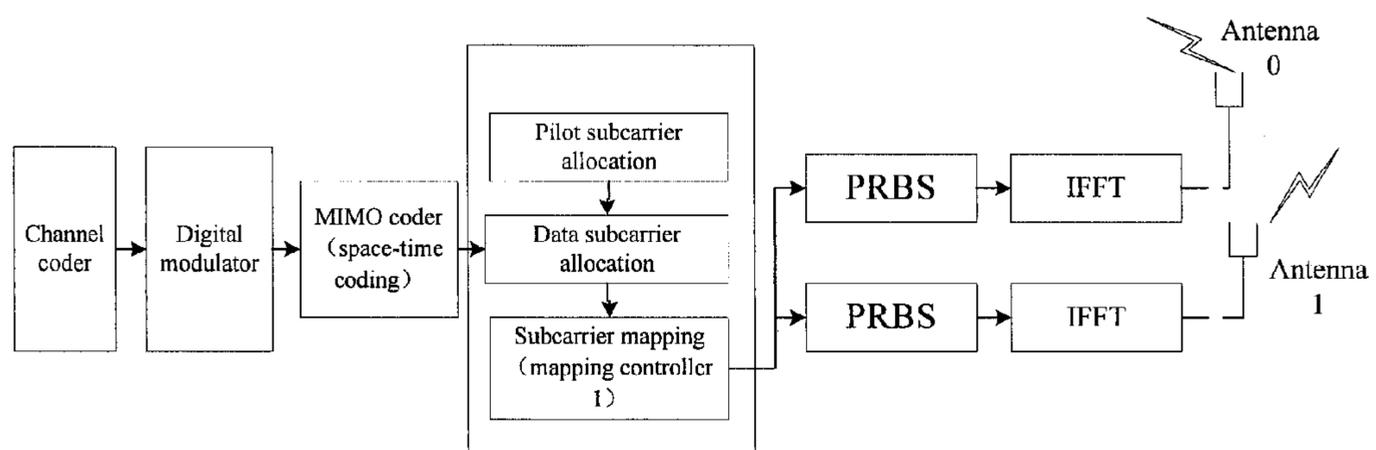 Antenna
0
Pilot subcarrier
allocation
Channel
coder
Digital
modulator
MIMO coder
（space-time
coding）
Data subcarrier
allocation
Subcarrier mapping
（mapping controller
1）
PRBS
IFFT
PRBS
IFFT
Antenna
1